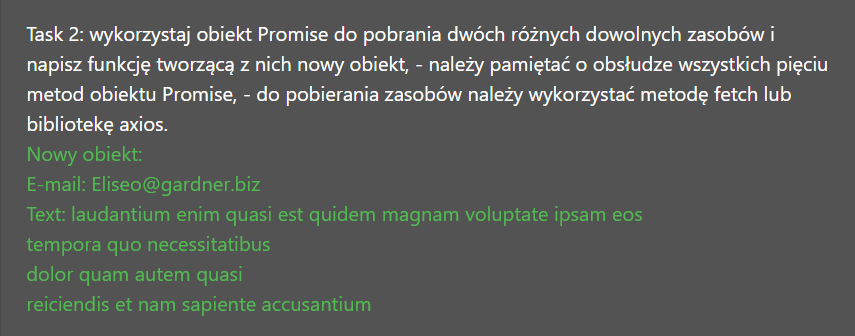 Task 2: wykorzystaj obiekt Promise do pobrania dwóch różnych dowolnych zasobów i
napisz funkcję tworzącą z nich nowy obiekt, - należy pamiętać o obsłudze wszystkich pięciu
metod obiektu Promise, - do pobierania zasobów należy wykorzystać metodę fetch lub
bibliotekę axios.
Nowy obiekt:
E-mail: Eliseo@gardner.biz
Text: laudantium enim quasi est quidem magnam voluptate ipsam eos
tempora quo necessitatibus
dolor quam autem quasi
reiciendis et nam sapiente accusantium